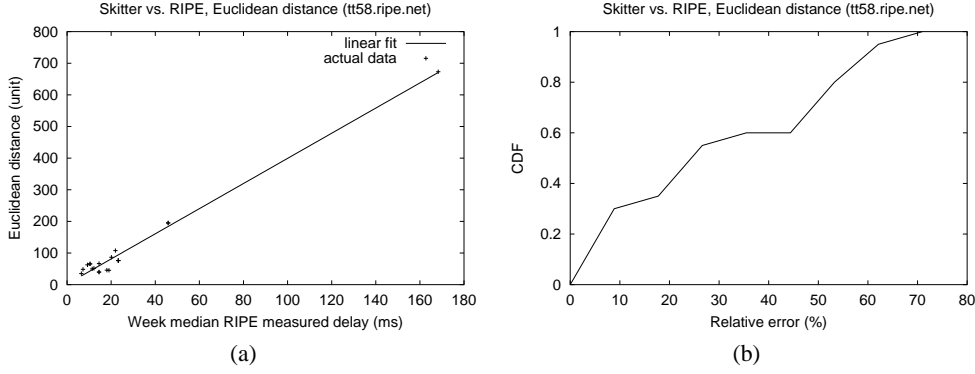 Skitter vs. RIPE, Euclidean distance (tt58.ripe.net)
800
700
600
500
400
300
200
100
0
Euclidean distance (unit)
linear fit
actual data
0 20 40 60 80 100 120 140 160 180
Week median RIPE measured delay (ms)
(a)
Skitter vs. RIPE, Euclidean distance (tt58.ripe.net)
1
0.8
0.6
0.4
0.2
0
CDF
0 10 20 30 40 50 60 70 80
Relative error (%)
(b)